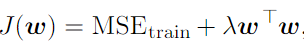 J(w) = MSE_train + λw^⊤w,